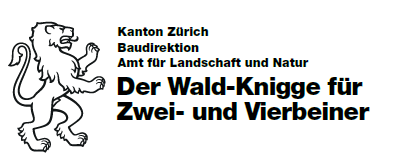 Kanton Zürich
Baudirektion
Amt für Landschaft und Natur
Der Wald-Knigge für
Zwei- und Vierbeiner